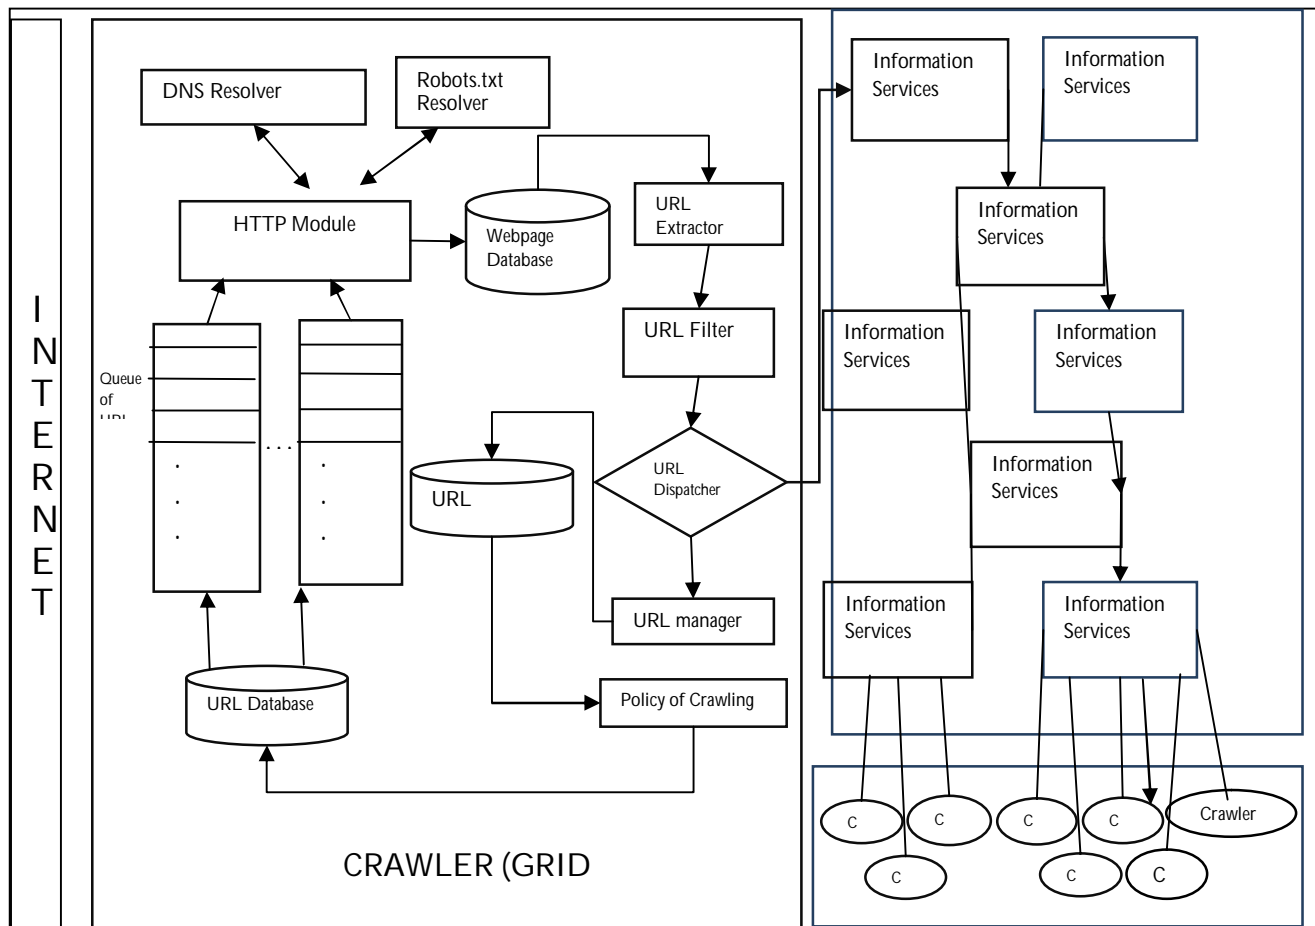 INTERNET
DNS Resolver
Robots.txt
Resolver
HTTP Module
Webpage
Database
URL
Extractor
URL Filter
Queue
of
...
URL
URL
Dispatcher
URL manager
URL Database
Policy of Crawling
CRAWLER (GRID
Information
Services
Information
Services
Information
Services
Information
Services
Information
Services
Information
Services
Information
Services
Information
Services
C
C
C
C
C
Crawler
C
C
C